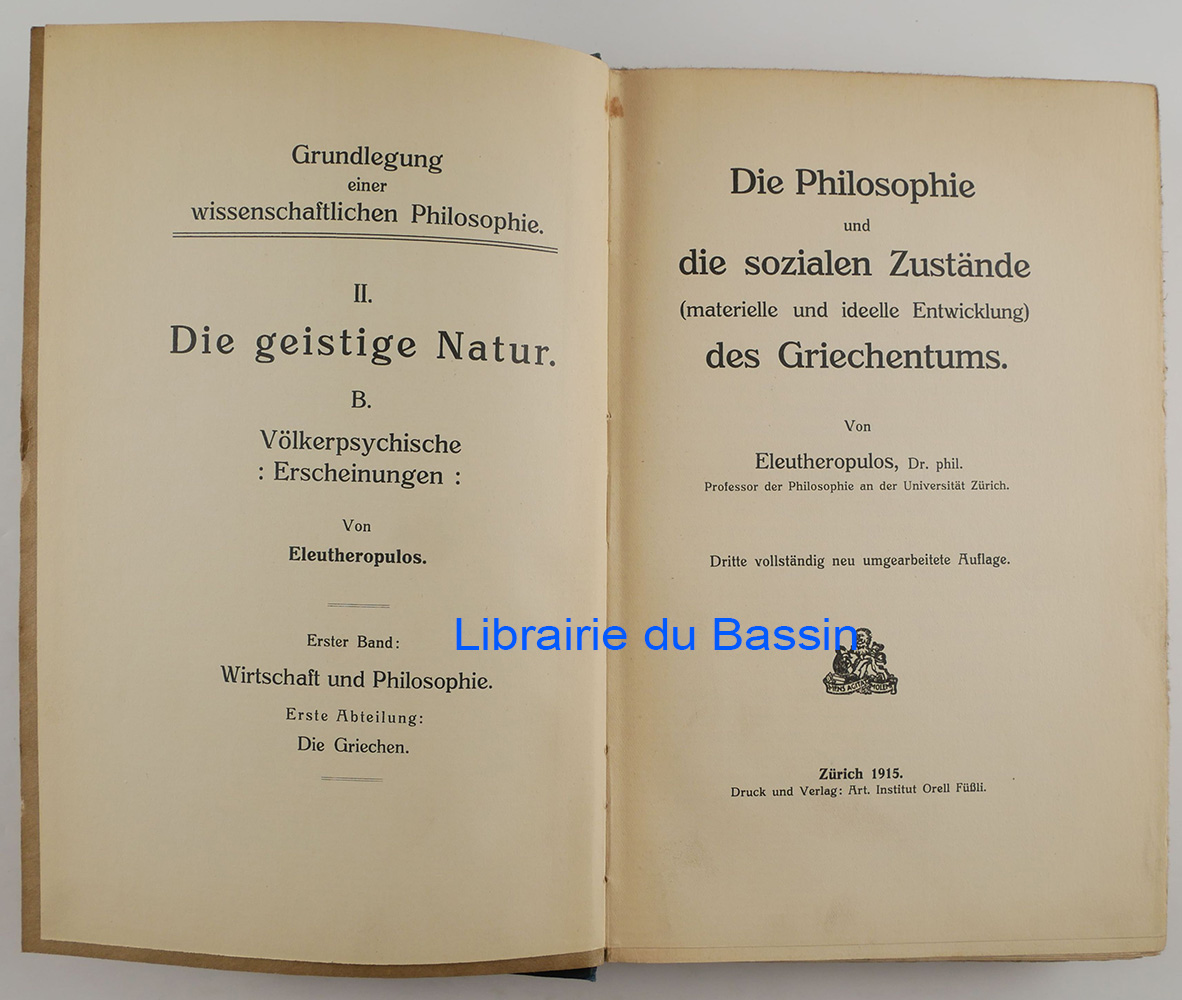 Grundlegung
einer
wissenschaftlichen Philosophie.
II.
Die geistige Natur.
B.
Völkerpsychische
: Erscheinungen :
Von
Eleutheropulos.
Erster Band:
Wirtschaft und Philosophie.
Erste Abteilung:
Die Griechen.
Die Philosophie
und
die sozialen Zustände
(materielle und ideelle Entwicklung)
des Griechentums.
Von
Eleutheropulos, Dr. phil.
Professor der Philosophie an der Universität Zürich.
Dritte vollständig neu umgearbeitete Auflage.
Librairie du Bassin
MENS AGITAT MOLEM
Zürich 1915.
Druck und Verlag: Art. Institut Orell Füßli.